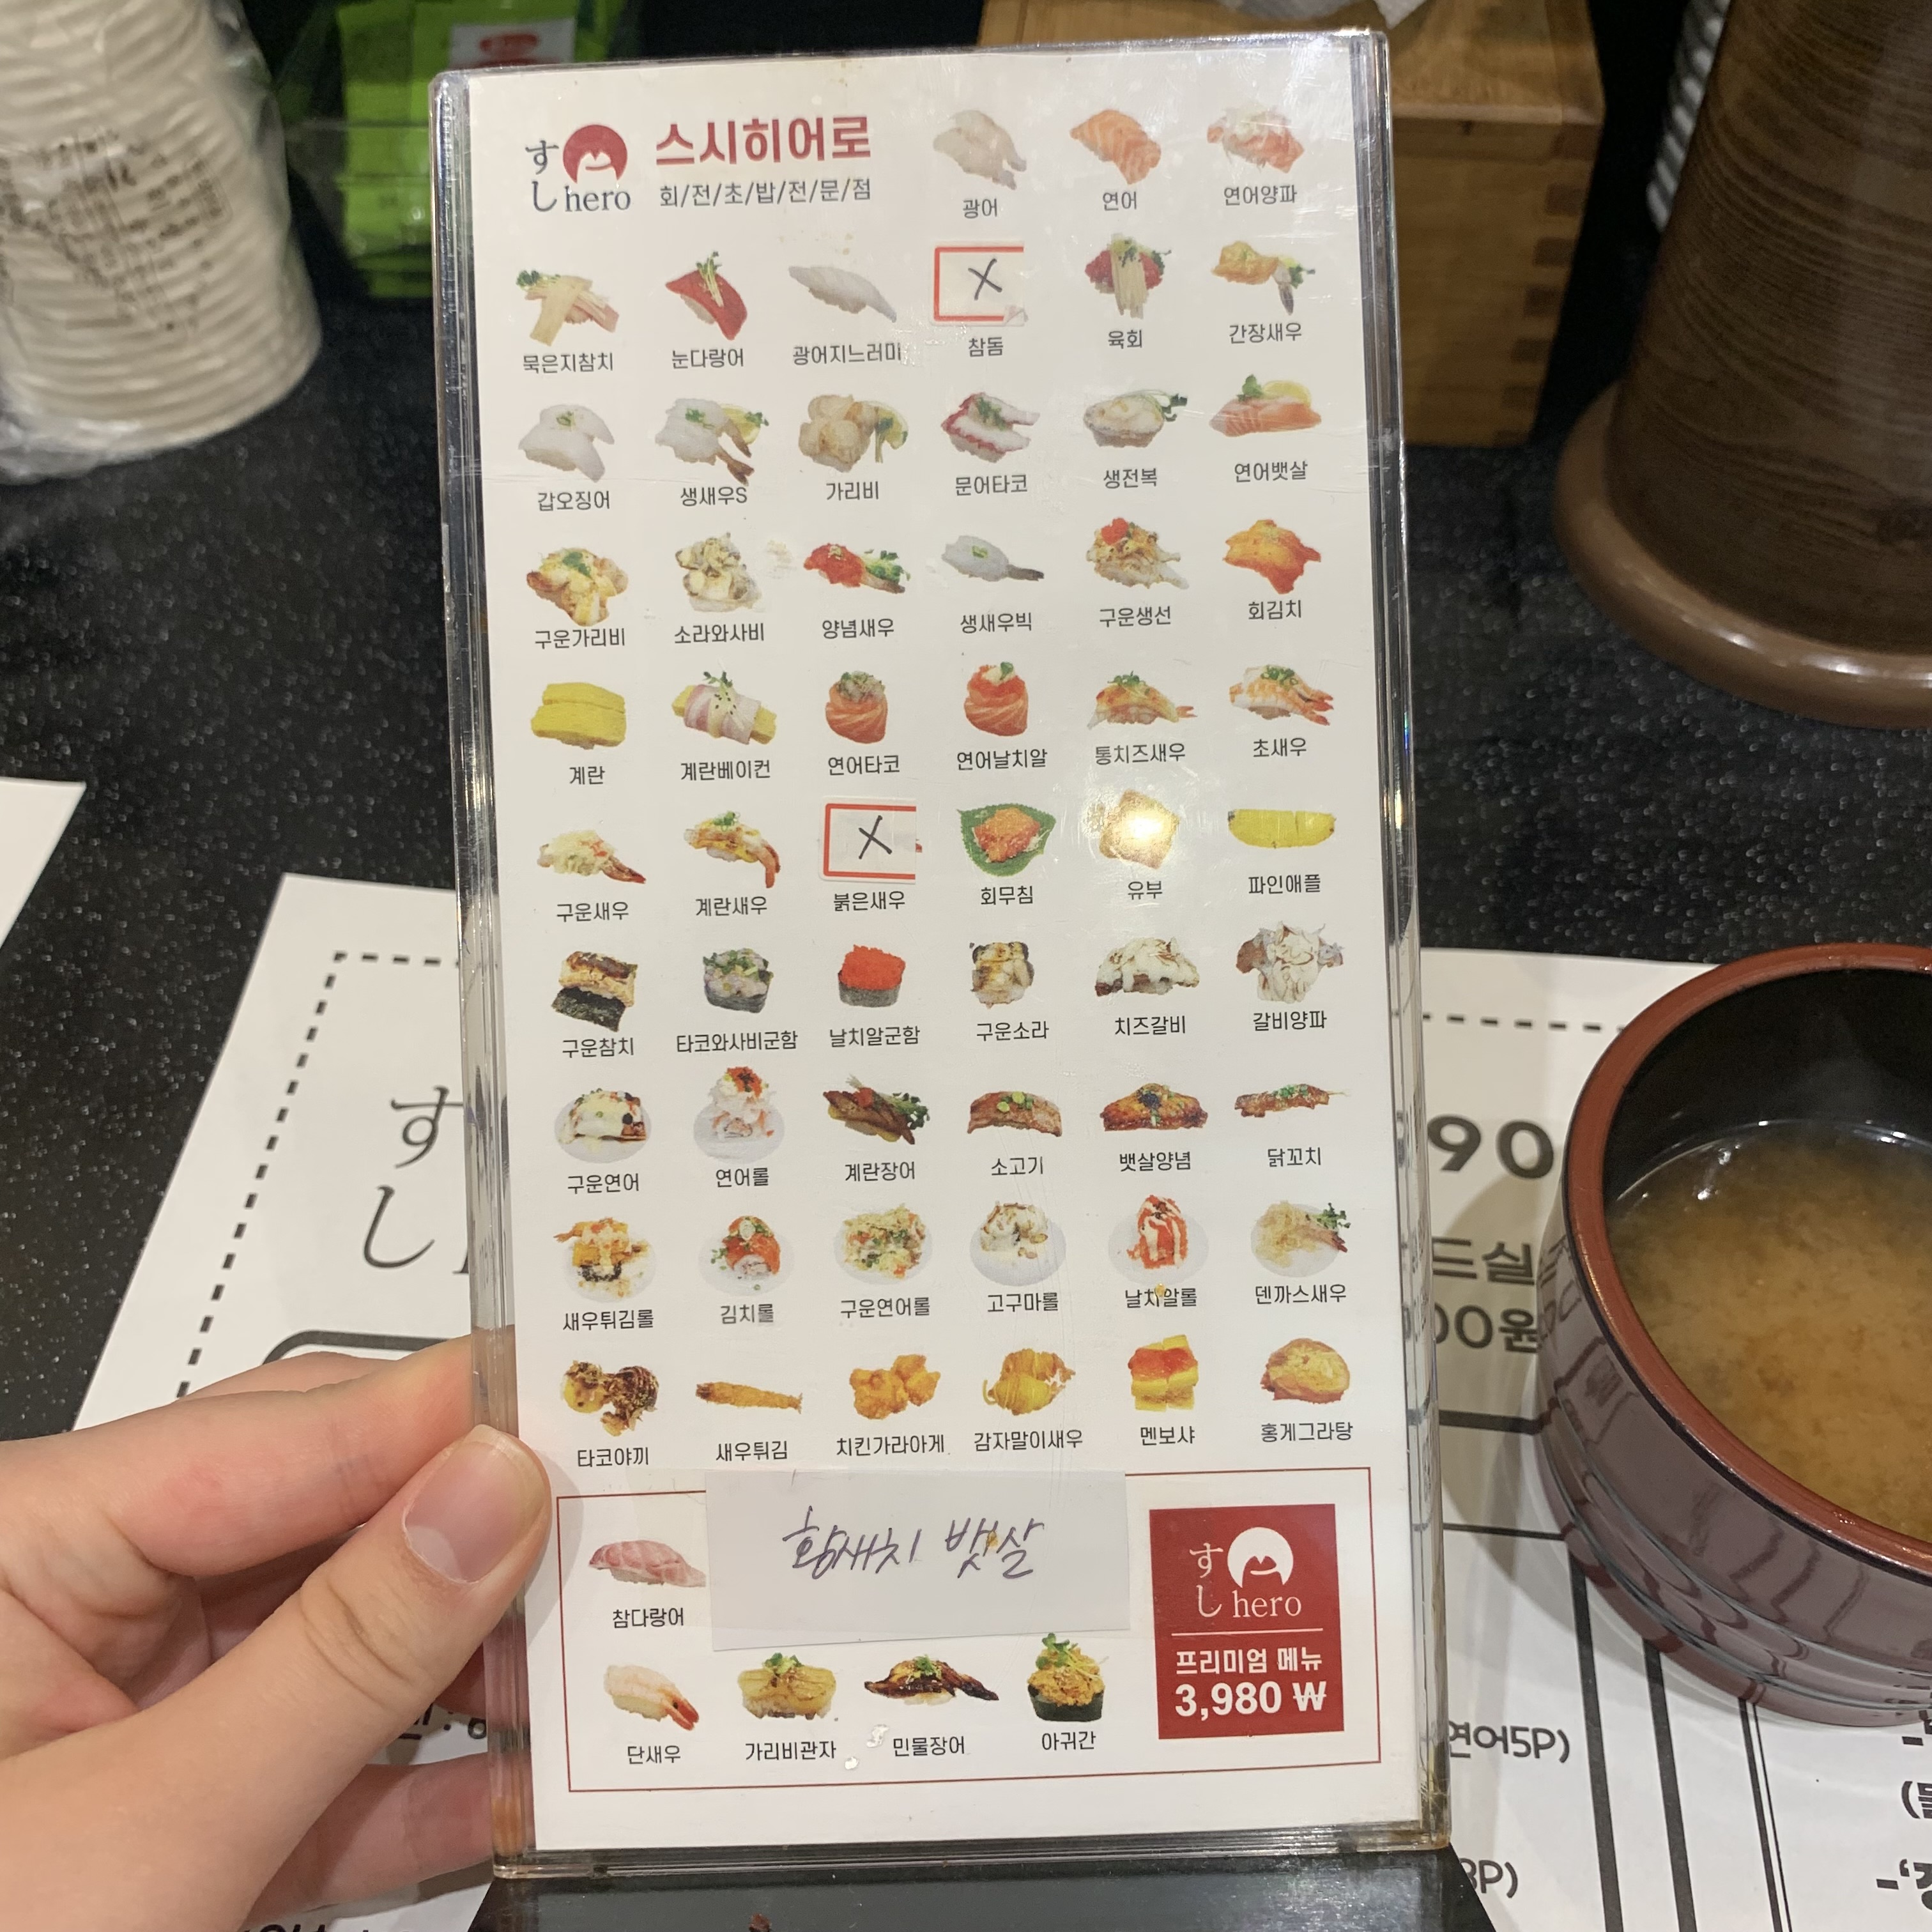 すし hero
스시히어로
회/전/초/밥/전/문/점
광어 연어 연어양파
X
묵은지참치 눈다랑어 광어지느러미 참돔 육회 간장새우
갑오징어 생새우S 가리비 문어타코 생전복 연어뱃살
구운가리비 소라와사비 양념새우 생새우빅 구운생선 회김치
계란 계란베이컨 연어타코 연어날치알 통치즈새우 초새우
X
구운새우 계란새우 붉은새우 회무침 유부 파인애플
구운참치 타코와사비군함 날치알군함 구운소라 치즈갈비 갈비양파
구운연어 연어롤 계란장어 소고기 뱃살양념 닭꼬치
새우튀김롤 김치롤 구운연어롤 고구마롤 날치알롤 덴까스새우
타코야끼 새우튀김 치킨가라아게 감자말이새우 멘보샤 홍게그라탕
황새치 뱃살
참다랑어
단새우 가리비관자 민물장어 아귀간
すし hero
프리미엄 메뉴
3,980 ₩
すし
90
드실
00원
연어5P)